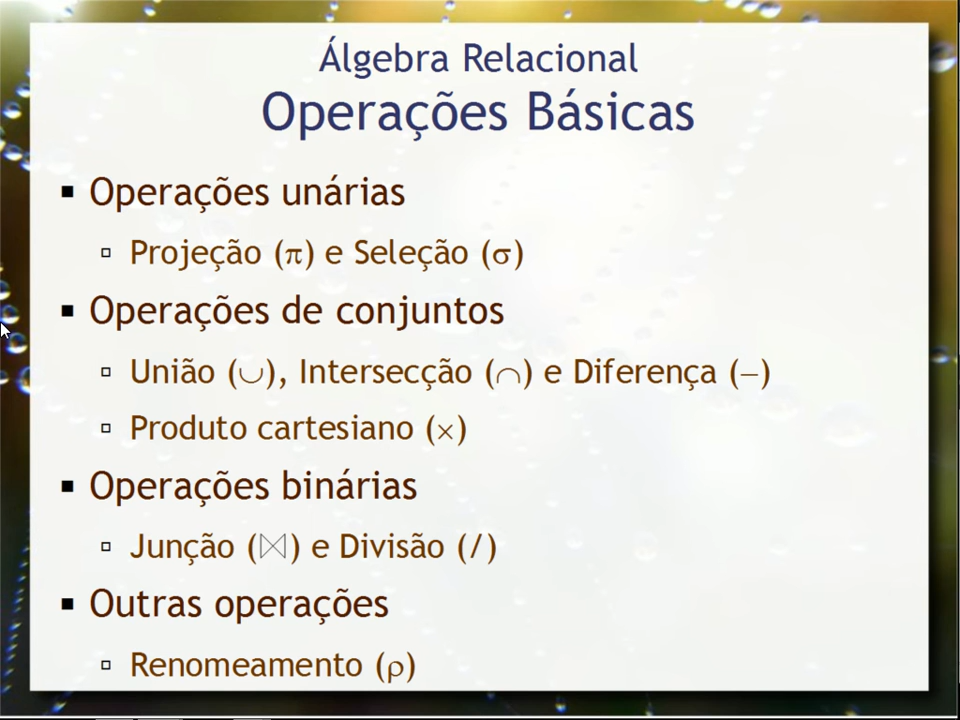 Álgebra Relacional
Operações Básicas
▪ Operações unárias
▫ Projeção (π) e Seleção (σ)
▪ Operações de conjuntos
▫ União (∪), Intersecção (∩) e Diferença (−)
▫ Produto cartesiano (×)
▪ Operações binárias
▫ Junção (⋈) e Divisão (/)
▪ Outras operações
▫ Renomeamento (ρ)